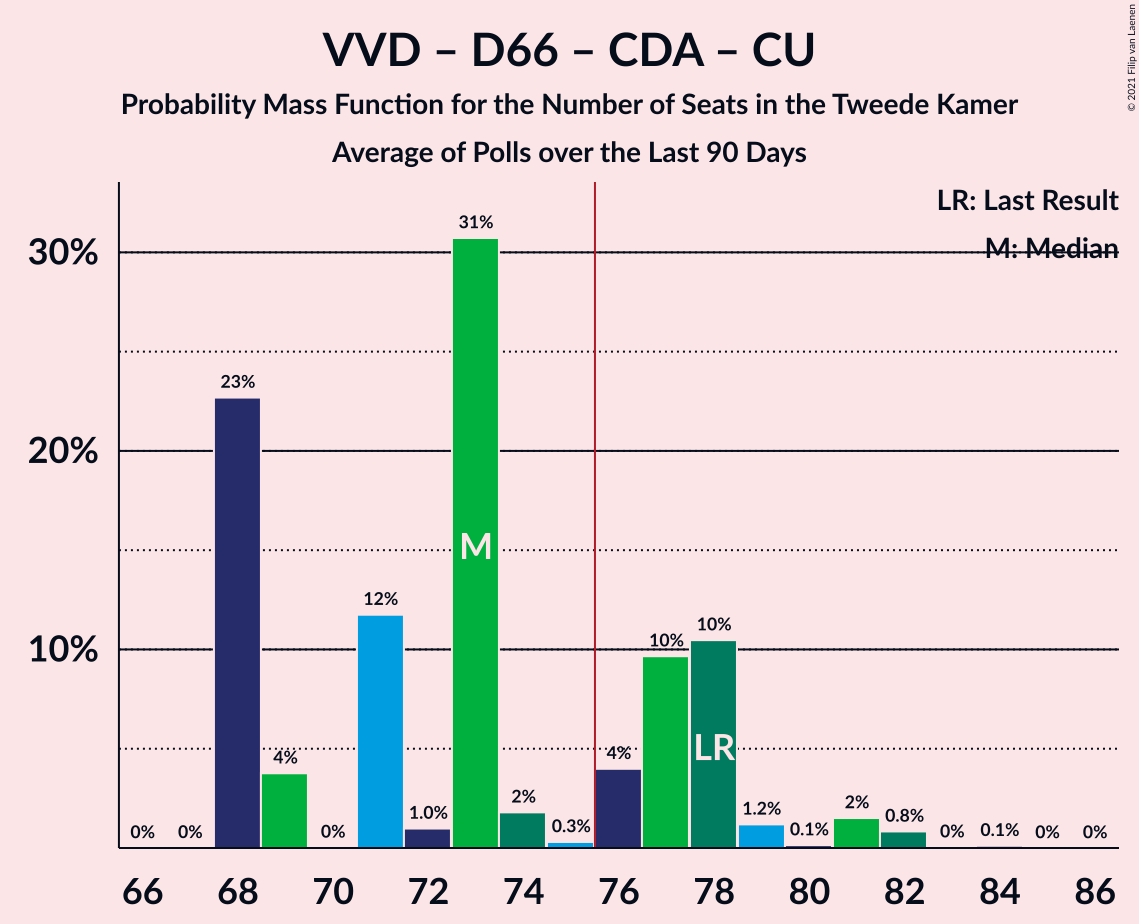 VVD – D66 – CDA – CU
Probability Mass Function for the Number of Seats in the Tweede Kamer
Average of Polls over the Last 90 Days
© 2021 Filip van Laenen
LR: Last Result
M: Median
30%
20%
10%
0%
0%
23%
4%
0%
12%
1.0%
31%
2%
0.3%
4%
10%
10%
1.2%
0.1%
2%
0.8%
0%
0.1%
0%
0%
M
LR
66 68 70 72 74 76 78 80 82 84 86